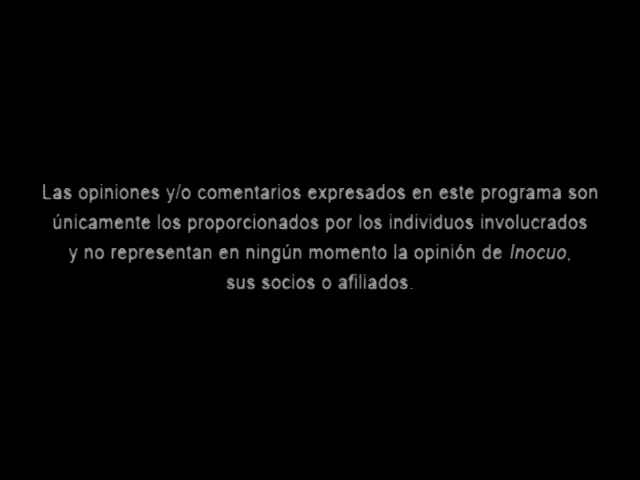 Las opiniones y/o comentarios expresados en este programa son
únicamente los proporcionados por los individuos involucrados
y no representan en ningún momento la opinión de Inocuo,
sus socios o afiliados.